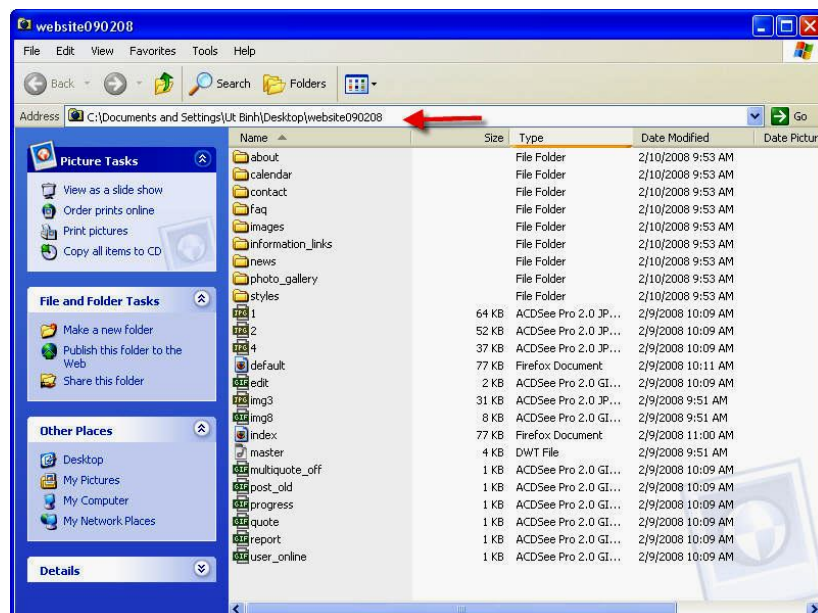 website090208
File Edit View Favorites Tools Help
Back Search Folders
Address C:\Documents and Settings\Ut Binh\Desktop\website090208 Go
Picture Tasks
View as a slide show
Order prints online
Print pictures
Copy all items to CD
File and Folder Tasks
Make a new folder
Publish this folder to the
Web
Share this folder
Other Places
Desktop
My Pictures
My Computer
My Network Places
Details
Name Size Type Date Modified Date Pictur
about File Folder 2/10/2008 9:53 AM
calendar File Folder 2/10/2008 9:53 AM
contact File Folder 2/10/2008 9:53 AM
faq File Folder 2/10/2008 9:53 AM
images File Folder 2/10/2008 9:53 AM
information_links File Folder 2/10/2008 9:53 AM
news File Folder 2/10/2008 9:53 AM
photo_gallery File Folder 2/10/2008 9:53 AM
styles File Folder 2/10/2008 9:53 AM
JPG 1 64 KB ACDSee Pro 2.0 JP... 2/9/2008 10:09 AM
JPG 2 52 KB ACDSee Pro 2.0 JP... 2/9/2008 10:09 AM
JPG 4 37 KB ACDSee Pro 2.0 JP... 2/9/2008 10:09 AM
default 77 KB Firefox Document 2/9/2008 10:11 AM
GIF edit 2 KB ACDSee Pro 2.0 GI... 2/9/2008 10:09 AM
JPG img3 31 KB ACDSee Pro 2.0 JP... 2/9/2008 9:51 AM
GIF img8 8 KB ACDSee Pro 2.0 GI... 2/9/2008 9:51 AM
index 77 KB Firefox Document 2/9/2008 11:00 AM
master 4 KB DWT File 2/9/2008 9:51 AM
GIF multiquote_off 1 KB ACDSee Pro 2.0 GI... 2/9/2008 10:09 AM
GIF post_old 1 KB ACDSee Pro 2.0 GI... 2/9/2008 10:09 AM
GIF progress 1 KB ACDSee Pro 2.0 GI... 2/9/2008 10:09 AM
GIF quote 1 KB ACDSee Pro 2.0 GI... 2/9/2008 10:09 AM
GIF report 1 KB ACDSee Pro 2.0 GI... 2/9/2008 10:09 AM
GIF user_online 1 KB ACDSee Pro 2.0 GI... 2/9/2008 10:09 AM